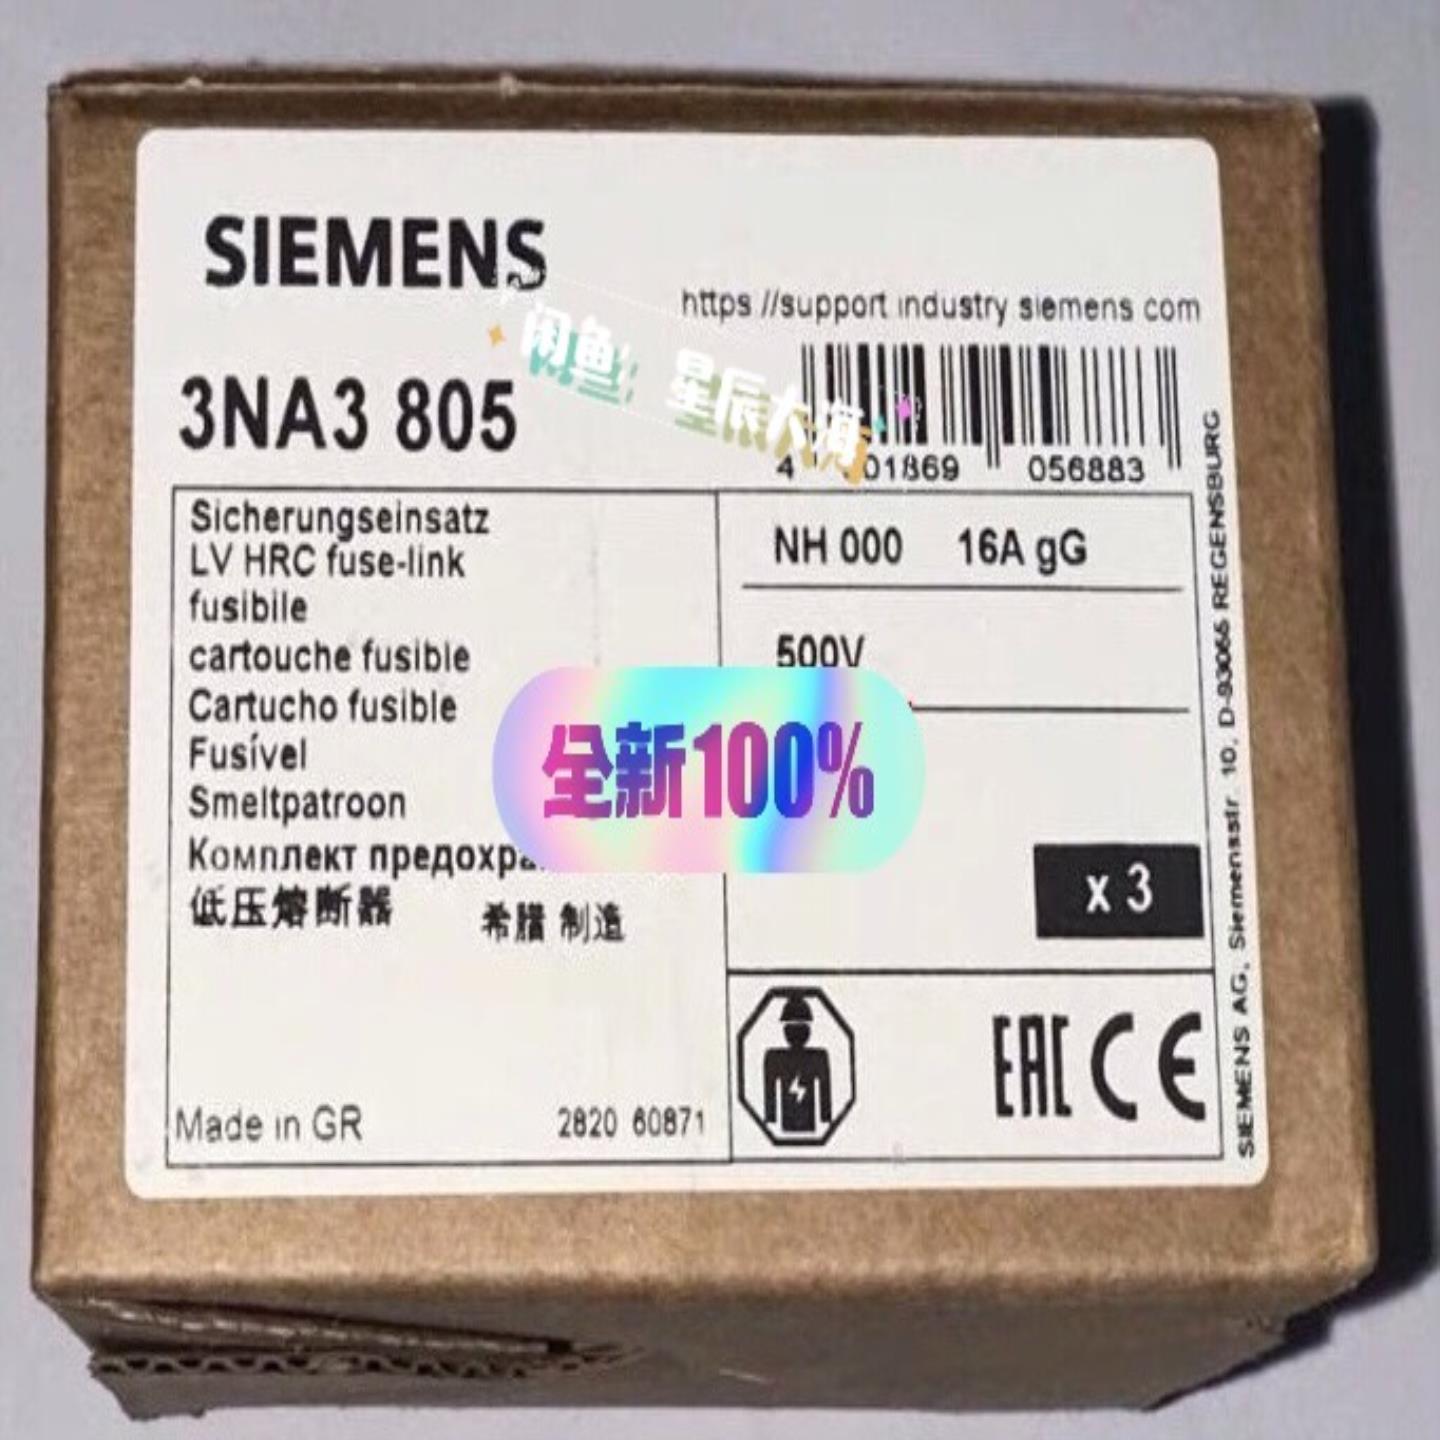 SIEMENS
https //support industry siemens com
闲鱼：星辰大海
3NA3 805
4 01869 056883
Sicherungseinsatz
LV HRC fuse-link
fusibile
cartouche fusible
Cartucho fusible
Fusível
Smeltpatroon
Комплект предохра
低压熔断器 希腊 制造
Made in GR 2820 60871
NH 000 16A gG
500V
全新100%
x 3
EAC CE
SIEMENS AG, Siemensstr. 10, D-93055 REGENSBURG